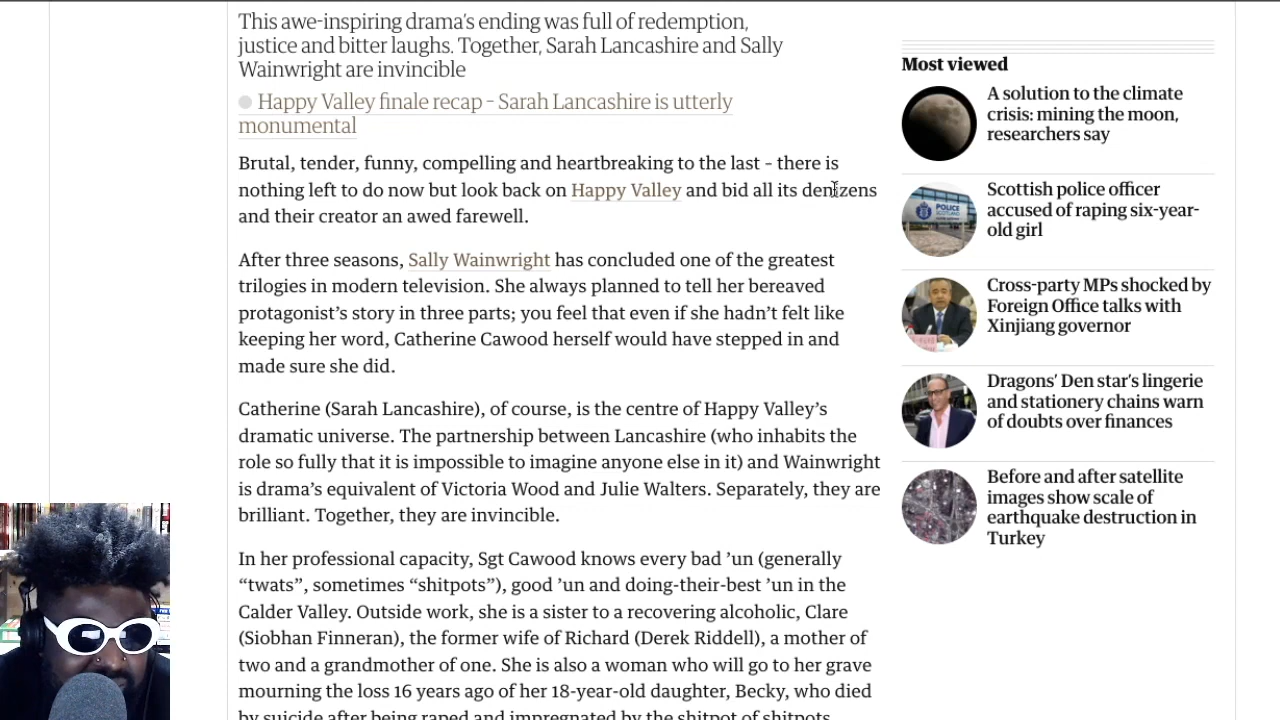 This awe-inspiring drama's ending was full of redemption,
justice and bitter laughs. Together, Sarah Lancashire and Sally
Wainwright are invincible
Happy Valley finale recap – Sarah Lancashire is utterly
monumental
Brutal, tender, funny, compelling and heartbreaking to the last – there is
nothing left to do now but look back on Happy Valley and bid all its denizens
and their creator an awed farewell.
After three seasons, Sally Wainwright has concluded one of the greatest
trilogies in modern television. She always planned to tell her bereaved
protagonist's story in three parts; you feel that even if she hadn't felt like
keeping her word, Catherine Cawood herself would have stepped in and
made sure she did.
Catherine (Sarah Lancashire), of course, is the centre of Happy Valley's
dramatic universe. The partnership between Lancashire (who inhabits the
role so fully that it is impossible to imagine anyone else in it) and Wainwright
is drama's equivalent of Victoria Wood and Julie Walters. Separately, they are
brilliant. Together, they are invincible.
In her professional capacity, Sgt Cawood knows every bad 'un (generally
“twats”, sometimes “shitpots”), good 'un and doing-their-best 'un in the
Calder Valley. Outside work, she is a sister to a recovering alcoholic, Clare
(Siobhan Finneran), the former wife of Richard (Derek Riddell), a mother of
two and a grandmother of one. She is also a woman who will go to her grave
mourning the loss 16 years ago of her 18-year-old daughter, Becky, who died
by suicide after being raped and impregnated by the shitpot of shitpots,
Most viewed
A solution to the climate
crisis: mining the moon,
researchers say
Scottish police officer
accused of raping six-year-
old girl
POLICE
Cross-party MPs shocked by
Foreign Office talks with
Xinjiang governor
Dragons' Den star's lingerie
and stationery chains warn
of doubts over finances
Before and after satellite
images show scale of
earthquake destruction in
Turkey